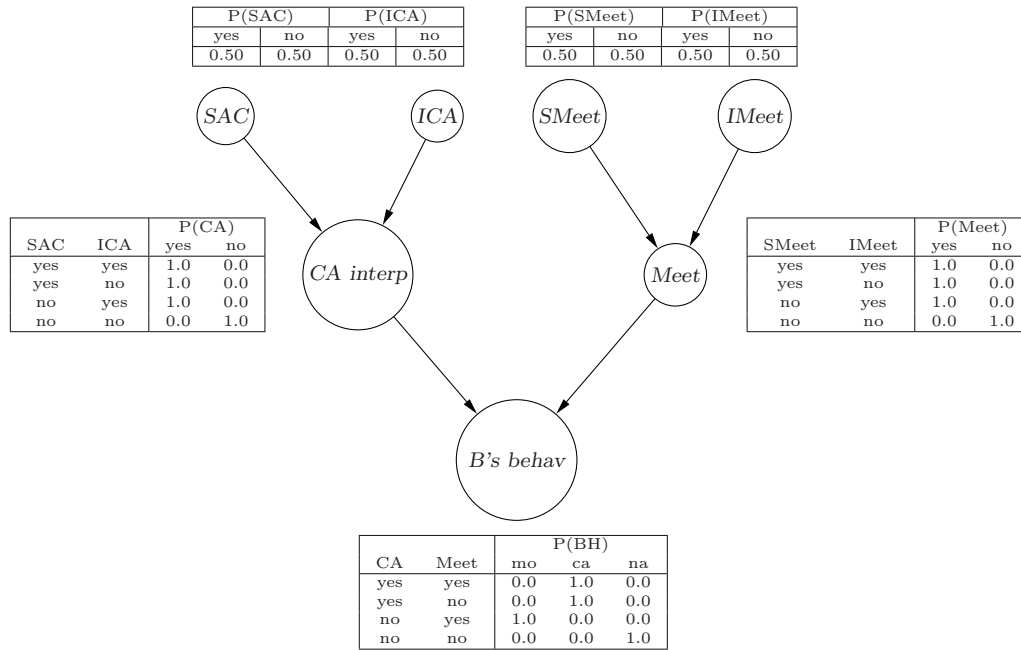 P(SAC) P(ICA) P(SMeet) P(IMeet)
yes no yes no yes no yes no
0.50 0.50 0.50 0.50 0.50 0.50 0.50 0.50
SAC ICA SMeet IMeet
P(CA)
SAC ICA yes no
yes yes 1.0 0.0
yes no 1.0 0.0
no yes 1.0 0.0
no no 0.0 1.0
CA interp
Meet
P(Meet)
SMeet IMeet yes no
yes yes 1.0 0.0
yes no 1.0 0.0
no yes 1.0 0.0
no no 0.0 1.0
B's behav
P(BH)
CA Meet mo ca na
yes yes 0.0 1.0 0.0
yes no 0.0 1.0 0.0
no yes 1.0 0.0 0.0
no no 0.0 0.0 1.0